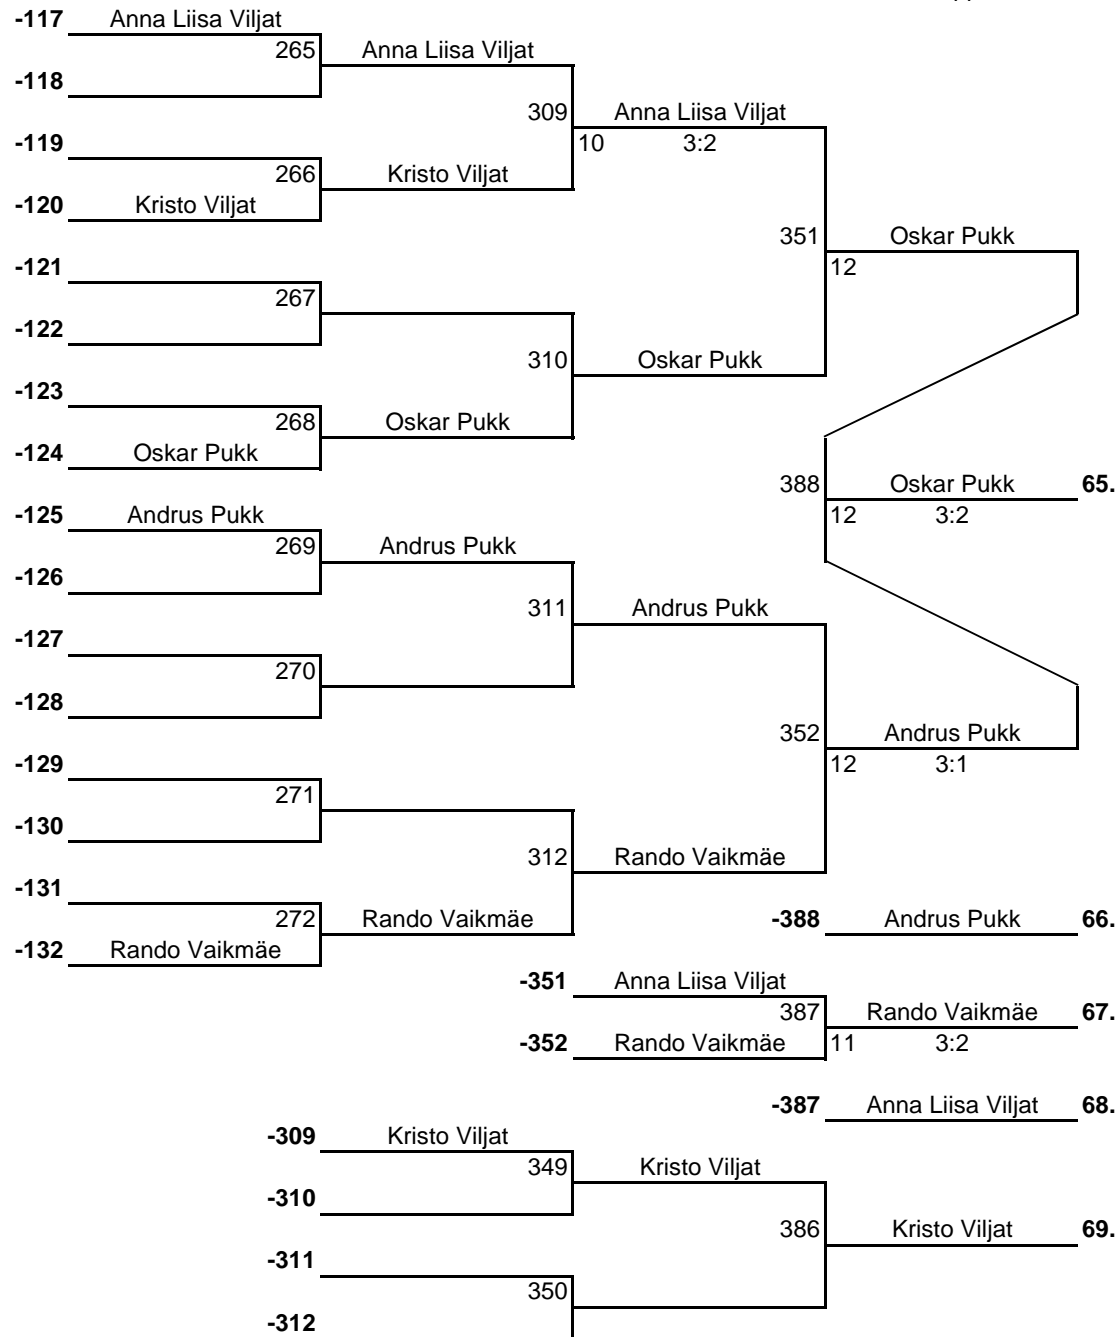 -117 Anna Liisa Viljat
265 Anna Liisa Viljat
-118
309 Anna Liisa Viljat
-119
10 3:2
266 Kristo Viljat
-120 Kristo Viljat
351 Oskar Pukk
-121
12
267
-122
310 Oskar Pukk
-123
268 Oskar Pukk
-124 Oskar Pukk
388 Oskar Pukk 65.
-125 Andrus Pukk
12 3:2
269 Andrus Pukk
-126
311 Andrus Pukk
-127
270
-128
352 Andrus Pukk
-129
12 3:1
271
-130
312 Rando Vaikmäe
-131
272 Rando Vaikmäe
-388 Andrus Pukk 66.
-132 Rando Vaikmäe
-351 Anna Liisa Viljat
387 Rando Vaikmäe 67.
-352 Rando Vaikmäe
11 3:2
-387 Anna Liisa Viljat 68.
-309 Kristo Viljat
349 Kristo Viljat
-310
386 Kristo Viljat 69.
-311
350
-312